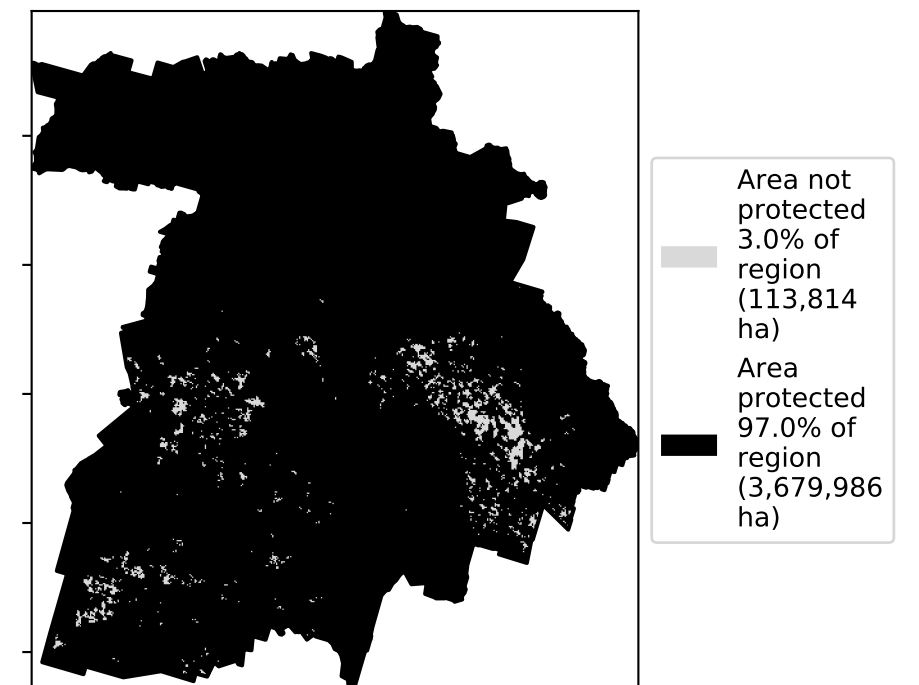 Area not
protected
3.0% of
region
(113,814
ha)
Area
protected
97.0% of
region
(3,679,986
ha)